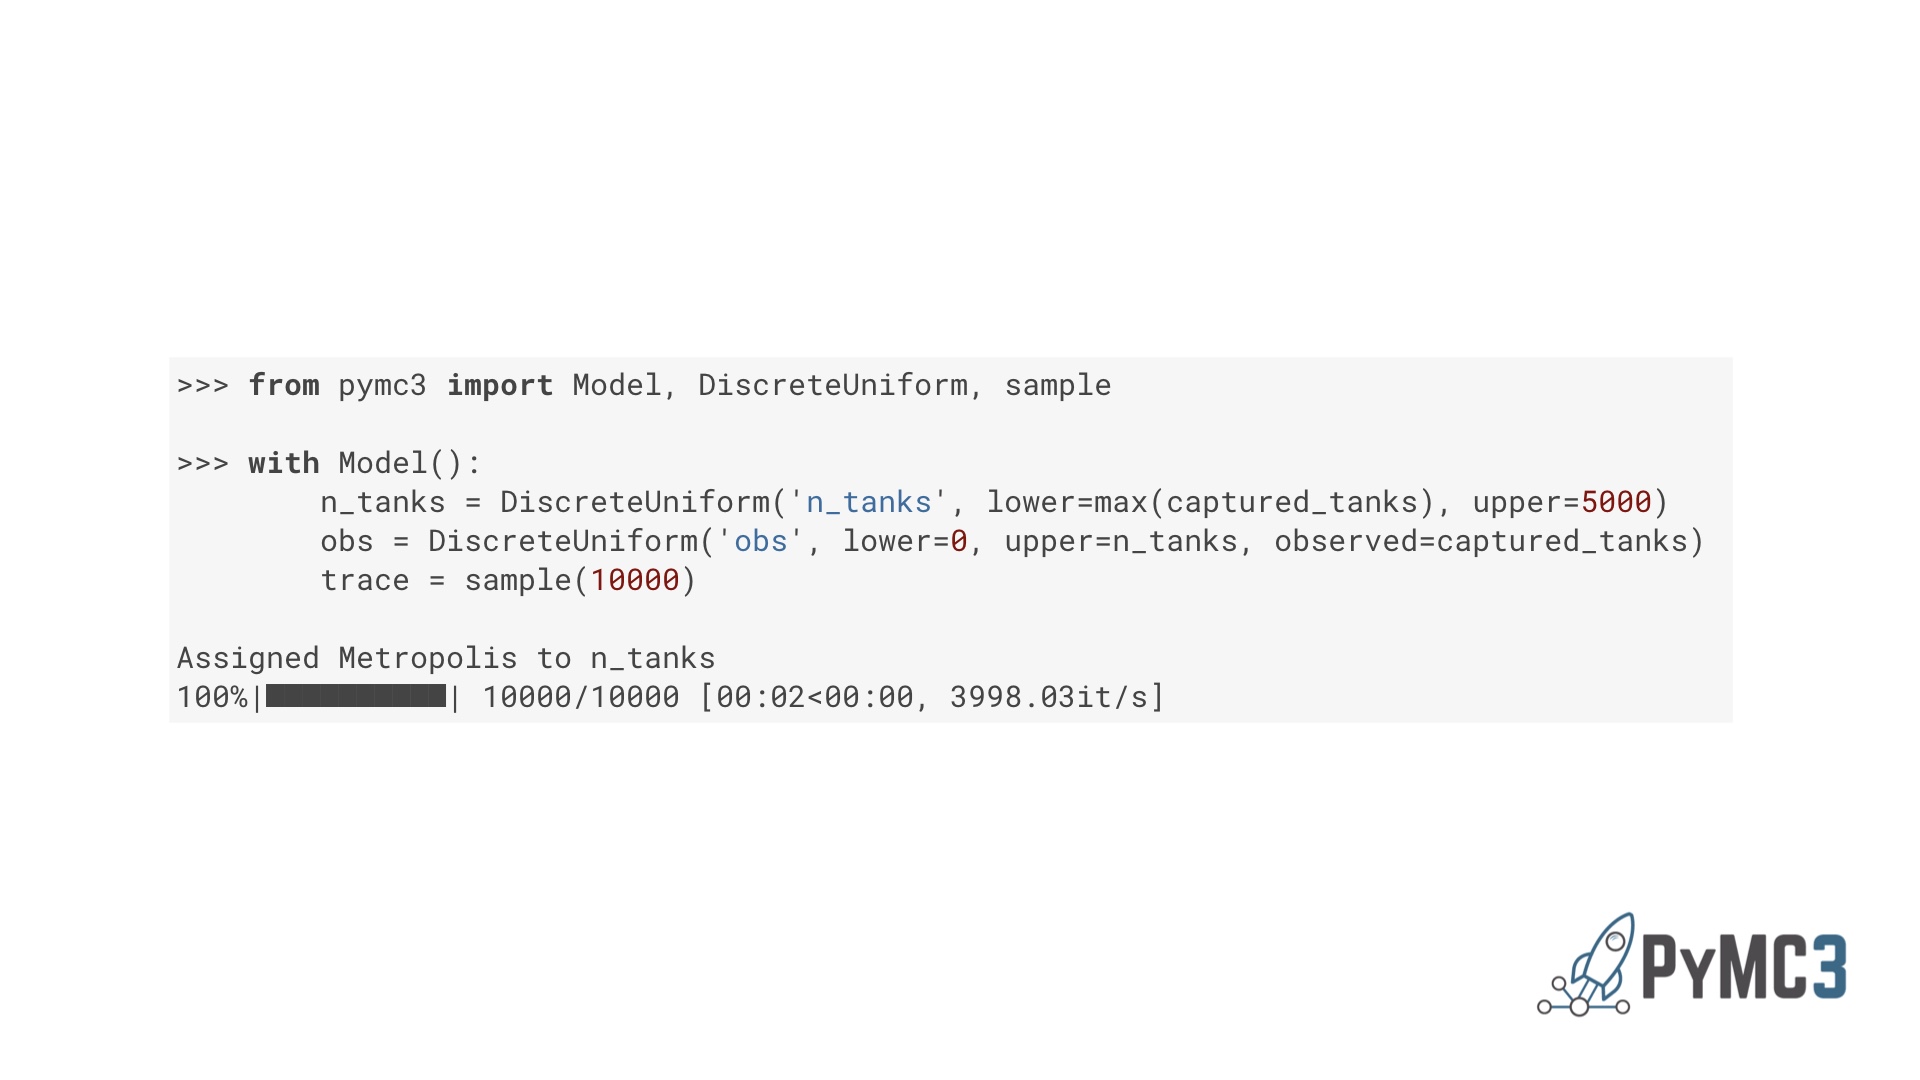 >>> from pymc3 import Model, DiscreteUniform, sample
>>> with Model():
        n_tanks = DiscreteUniform('n_tanks', lower=max(captured_tanks), upper=5000)
        obs = DiscreteUniform('obs', lower=0, upper=n_tanks, observed=captured_tanks)
        trace = sample(10000)
Assigned Metropolis to n_tanks
100%|██████████| 10000/10000 [00:02<00:00, 3998.03it/s]
PyMC3